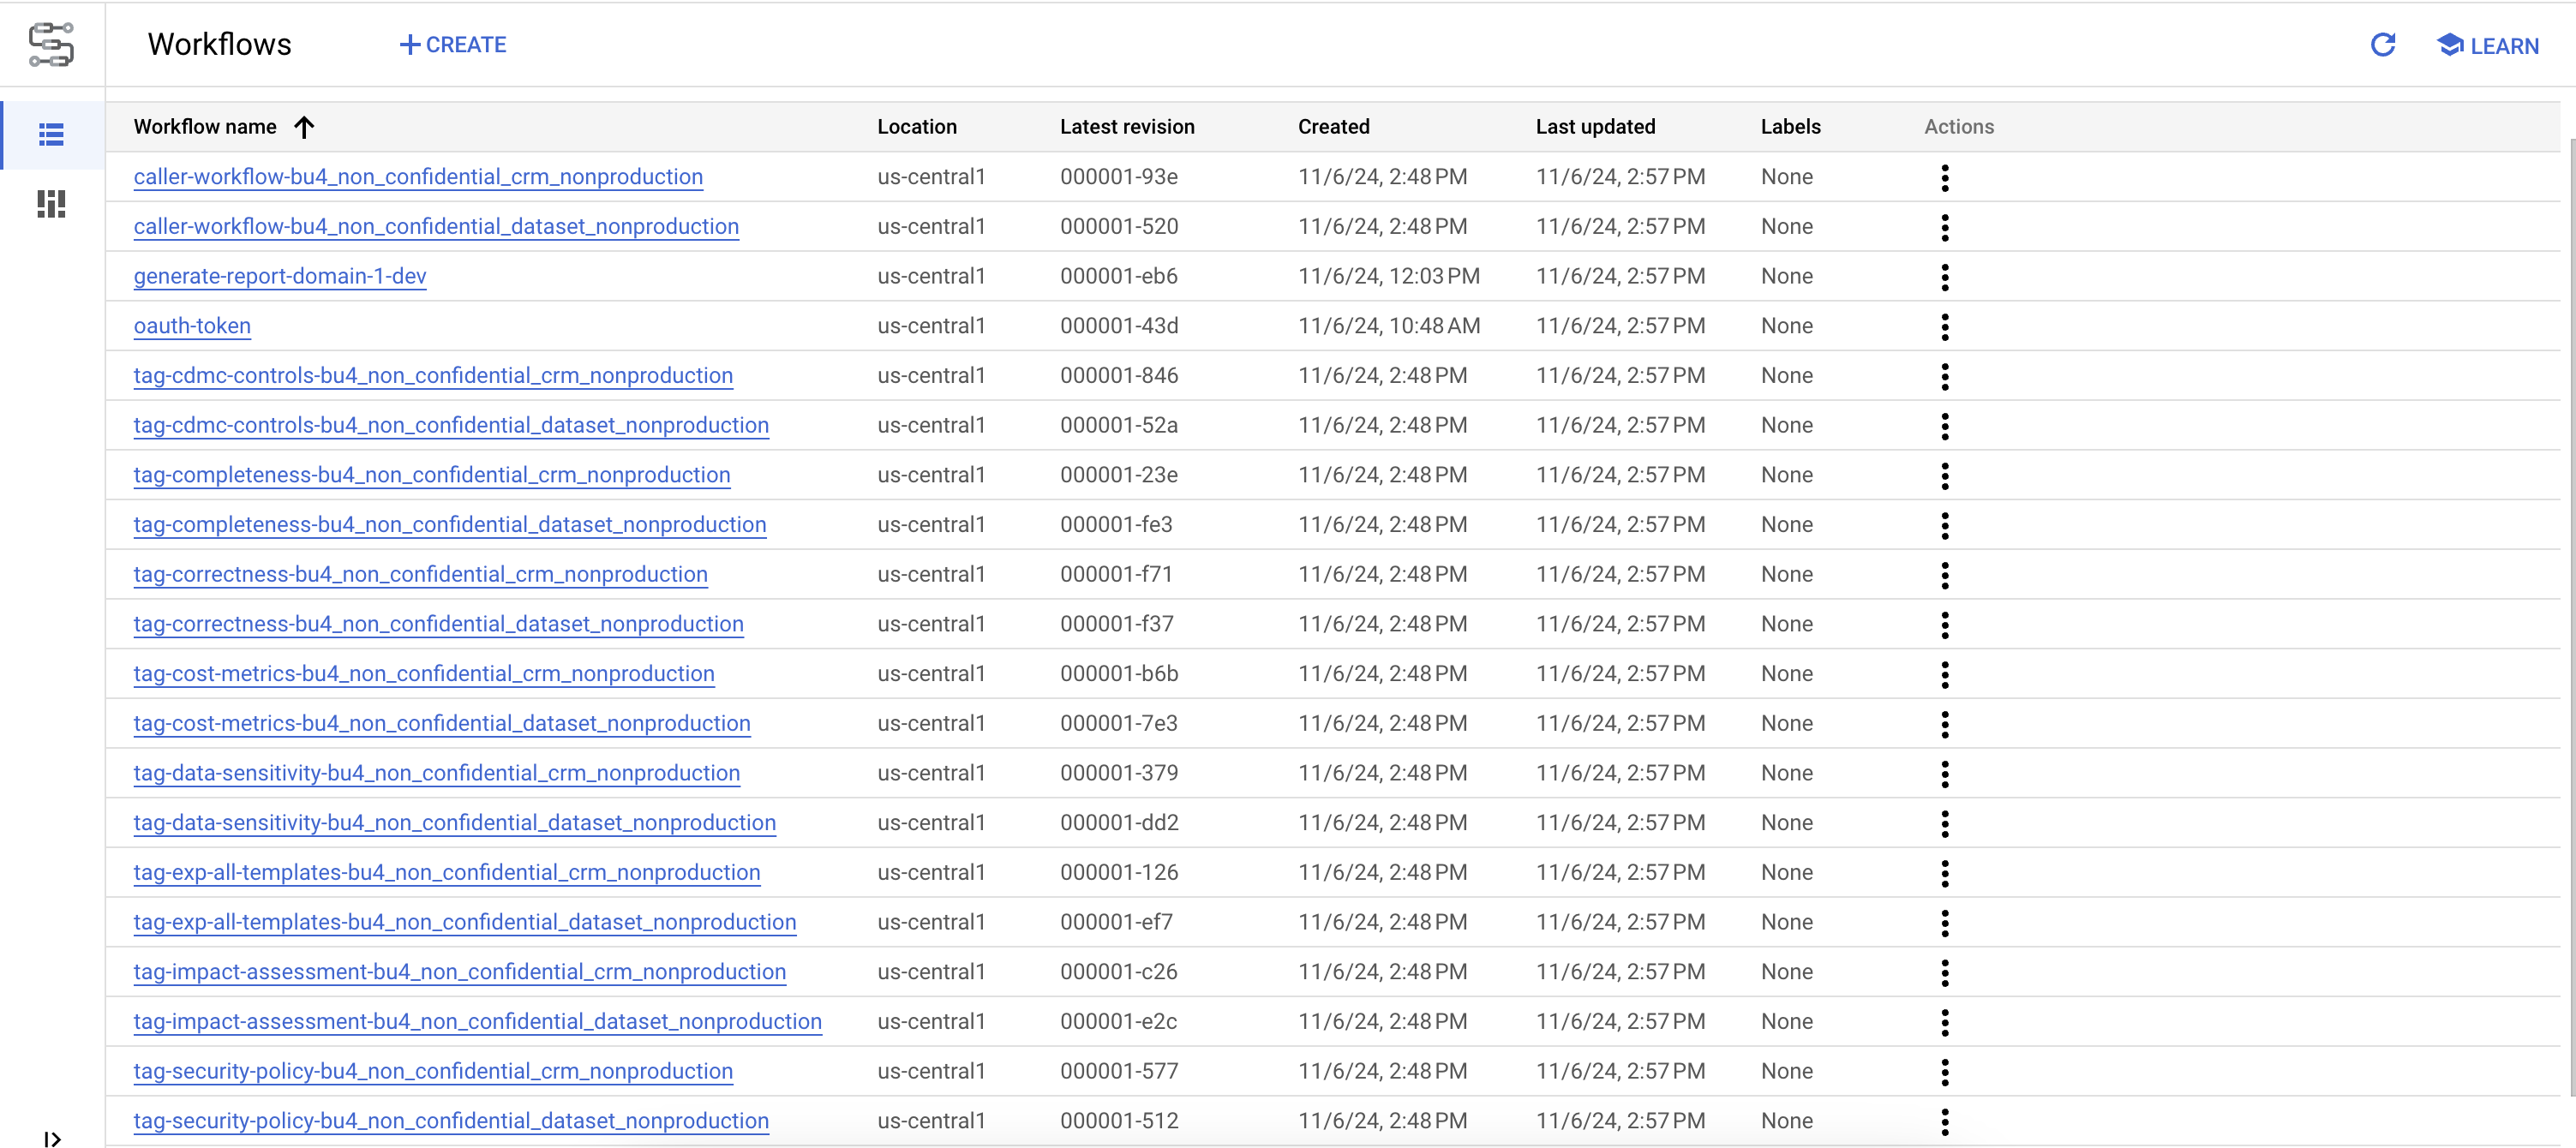 Workflows CREATE LEARN
Workflow name Location Latest revision Created Last updated Labels Actions
caller-workflow-bu4_non_confidential_crm_nonproduction us-central1 000001-93e 11/6/24, 2:48 PM 11/6/24, 2:57 PM None
caller-workflow-bu4_non_confidential_dataset_nonproduction us-central1 000001-520 11/6/24, 2:48 PM 11/6/24, 2:57 PM None
generate-report-domain-1-dev us-central1 000001-eb6 11/6/24, 12:03 PM 11/6/24, 2:57 PM None
oauth-token us-central1 000001-43d 11/6/24, 10:48 AM 11/6/24, 2:57 PM None
tag-cdmc-controls-bu4_non_confidential_crm_nonproduction us-central1 000001-846 11/6/24, 2:48 PM 11/6/24, 2:57 PM None
tag-cdmc-controls-bu4_non_confidential_dataset_nonproduction us-central1 000001-52a 11/6/24, 2:48 PM 11/6/24, 2:57 PM None
tag-completeness-bu4_non_confidential_crm_nonproduction us-central1 000001-23e 11/6/24, 2:48 PM 11/6/24, 2:57 PM None
tag-completeness-bu4_non_confidential_dataset_nonproduction us-central1 000001-fe3 11/6/24, 2:48 PM 11/6/24, 2:57 PM None
tag-correctness-bu4_non_confidential_crm_nonproduction us-central1 000001-f71 11/6/24, 2:48 PM 11/6/24, 2:57 PM None
tag-correctness-bu4_non_confidential_dataset_nonproduction us-central1 000001-f37 11/6/24, 2:48 PM 11/6/24, 2:57 PM None
tag-cost-metrics-bu4_non_confidential_crm_nonproduction us-central1 000001-b6b 11/6/24, 2:48 PM 11/6/24, 2:57 PM None
tag-cost-metrics-bu4_non_confidential_dataset_nonproduction us-central1 000001-7e3 11/6/24, 2:48 PM 11/6/24, 2:57 PM None
tag-data-sensitivity-bu4_non_confidential_crm_nonproduction us-central1 000001-379 11/6/24, 2:48 PM 11/6/24, 2:57 PM None
tag-data-sensitivity-bu4_non_confidential_dataset_nonproduction us-central1 000001-dd2 11/6/24, 2:48 PM 11/6/24, 2:57 PM None
tag-exp-all-templates-bu4_non_confidential_crm_nonproduction us-central1 000001-126 11/6/24, 2:48 PM 11/6/24, 2:57 PM None
tag-exp-all-templates-bu4_non_confidential_dataset_nonproduction us-central1 000001-ef7 11/6/24, 2:48 PM 11/6/24, 2:57 PM None
tag-impact-assessment-bu4_non_confidential_crm_nonproduction us-central1 000001-c26 11/6/24, 2:48 PM 11/6/24, 2:57 PM None
tag-impact-assessment-bu4_non_confidential_dataset_nonproduction us-central1 000001-e2c 11/6/24, 2:48 PM 11/6/24, 2:57 PM None
tag-security-policy-bu4_non_confidential_crm_nonproduction us-central1 000001-577 11/6/24, 2:48 PM 11/6/24, 2:57 PM None
tag-security-policy-bu4_non_confidential_dataset_nonproduction us-central1 000001-512 11/6/24, 2:48 PM 11/6/24, 2:57 PM None